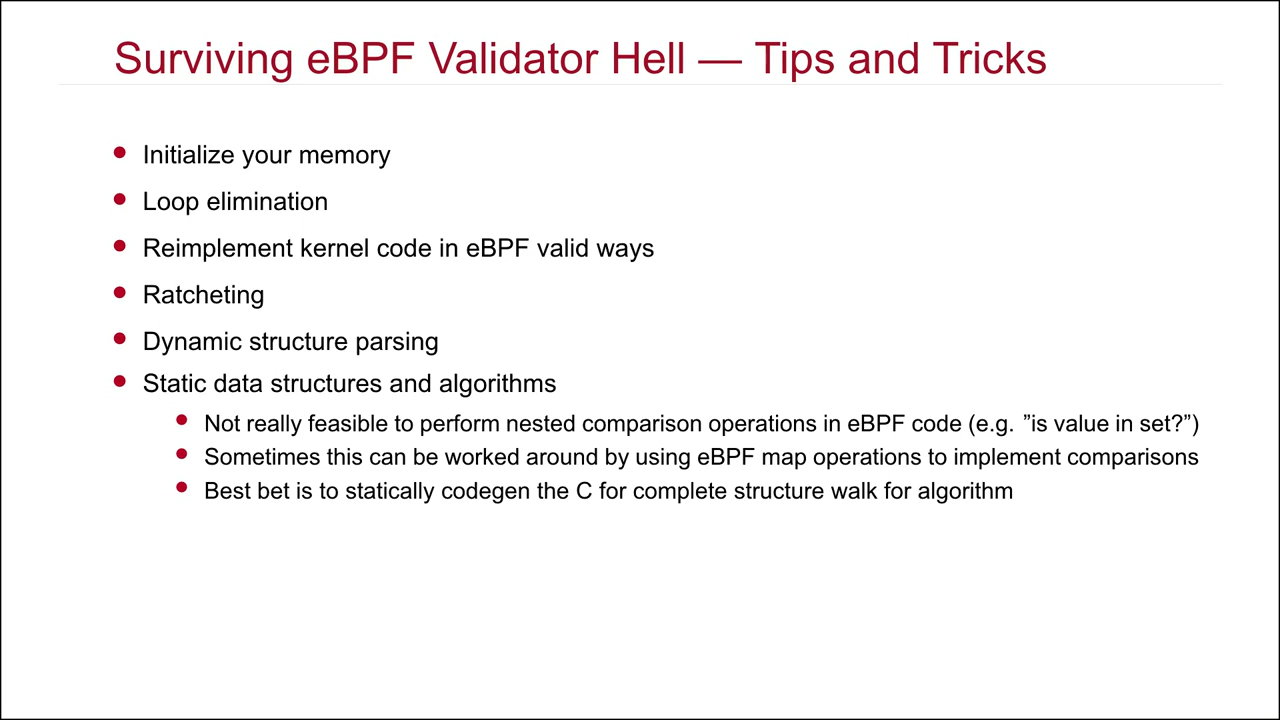 Surviving eBPF Validator Hell — Tips and Tricks
Initialize your memory
Loop elimination
Reimplement kernel code in eBPF valid ways
Ratcheting
Dynamic structure parsing
Static data structures and algorithms
Not really feasible to perform nested comparison operations in eBPF code (e.g. ”is value in set?”)
Sometimes this can be worked around by using eBPF map operations to implement comparisons
Best bet is to statically codegen the C for complete structure walk for algorithm